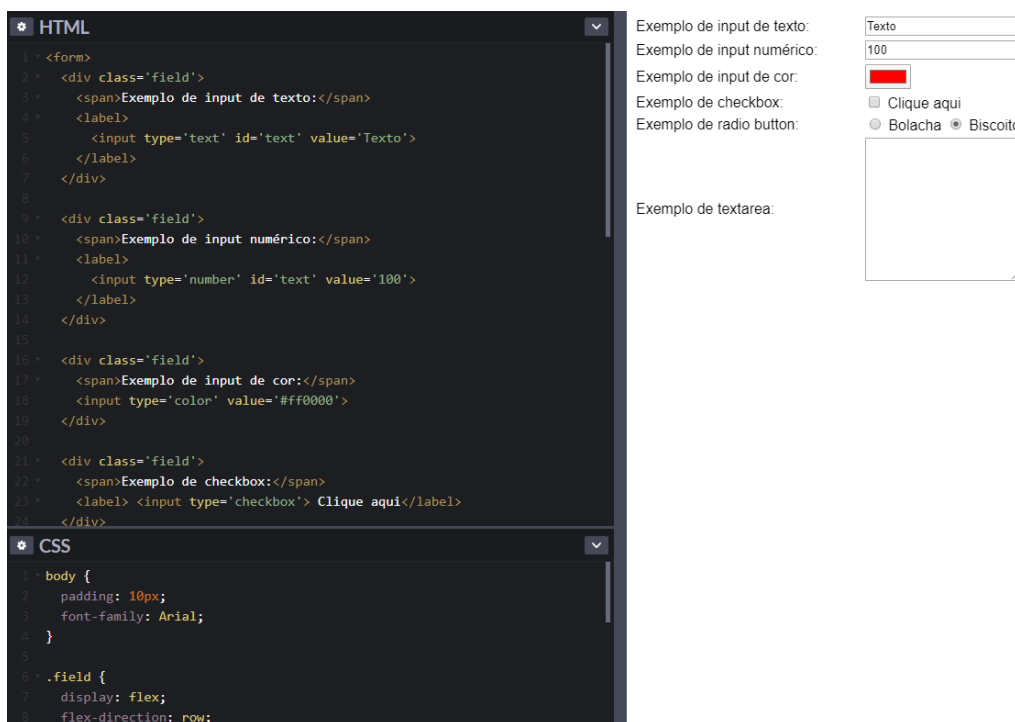 HTML
1 <form>
2 <div class='field'>
3 <span>Exemplo de input de texto:</span>
4 <label>
5 <input type='text' id='text' value='Texto'>
6 </label>
7 </div>
8
9 <div class='field'>
10 <span>Exemplo de input numérico:</span>
11 <label>
12 <input type='number' id='text' value='100'>
13 </label>
14 </div>
15
16 <div class='field'>
17 <span>Exemplo de input de cor:</span>
18 <input type='color' value='#ff0000'>
19 </div>
20
21 <div class='field'>
22 <span>Exemplo de checkbox:</span>
23 <label> <input type='checkbox'> Clique aqui</label>
24 </div>
CSS
1 body {
2 padding: 10px;
3 font-family: Arial;
4 }
5
6 .field {
7 display: flex;
8 flex-direction: row;
Exemplo de input de texto: Texto
Exemplo de input numérico: 100
Exemplo de input de cor:
Exemplo de checkbox: Clique aqui
Exemplo de radio button: Bolacha Biscoito
Exemplo de textarea: